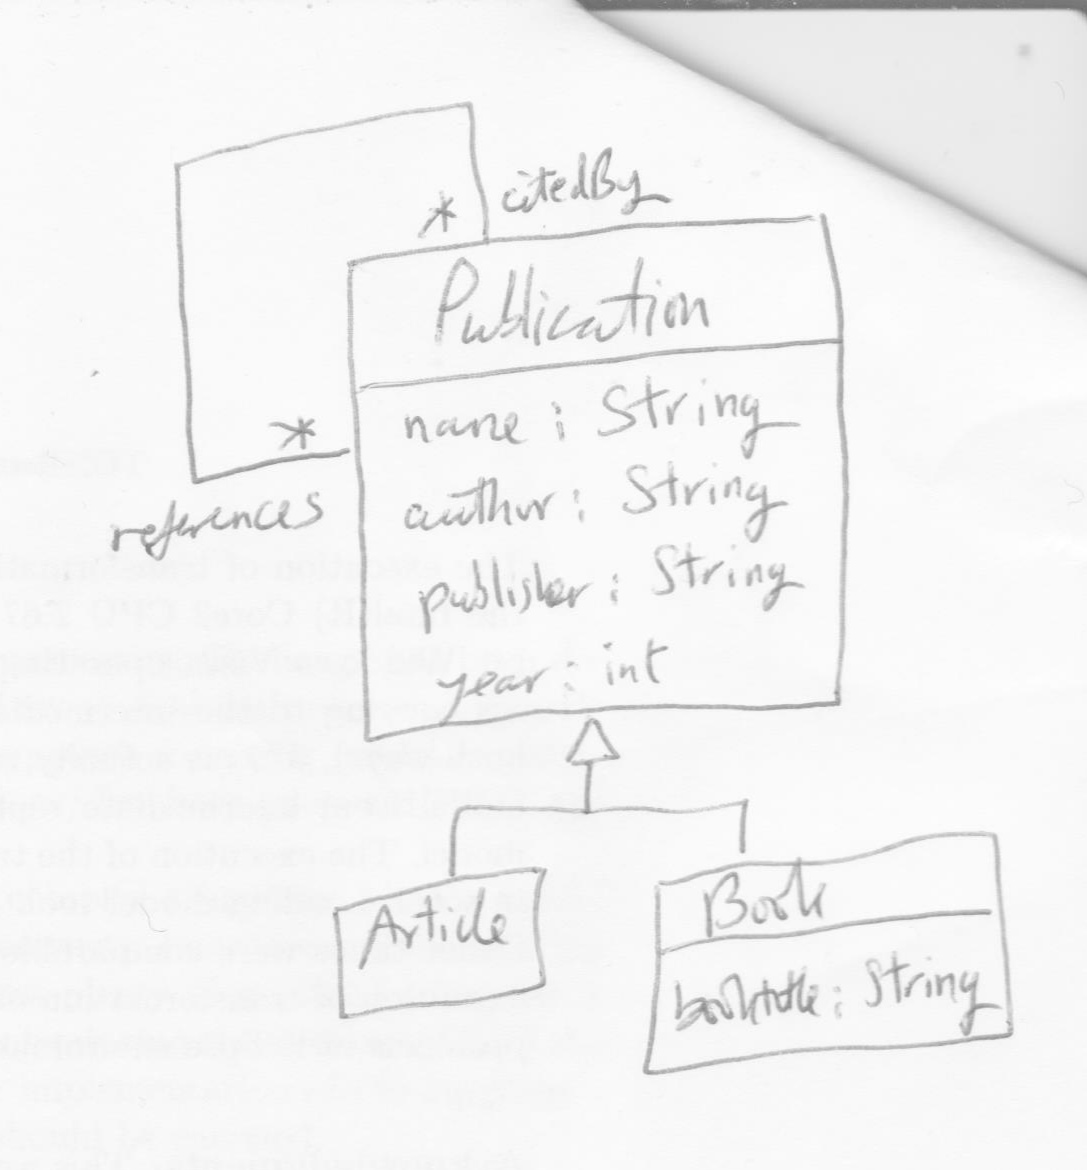 * citedBy
Publication
name : String
* 
author : String
references
publisher : String
year : int
Article
Book
booktitle : String